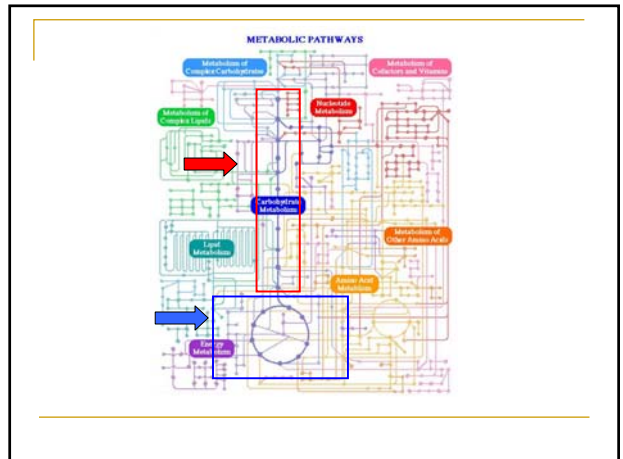 METABOLIC PATHWAYS
Metabolism of
Complex Carbohydrates
Metabolism of
Cofactors and Vitamins
Nucleotide
Metabolism
Metabolism of
Complex Lipids
Carbohydrate
Metabolism
Metabolism of
Other Amino Acids
Lipid
Metabolism
Amino Acid
Metabolism
Energy
Metabolism